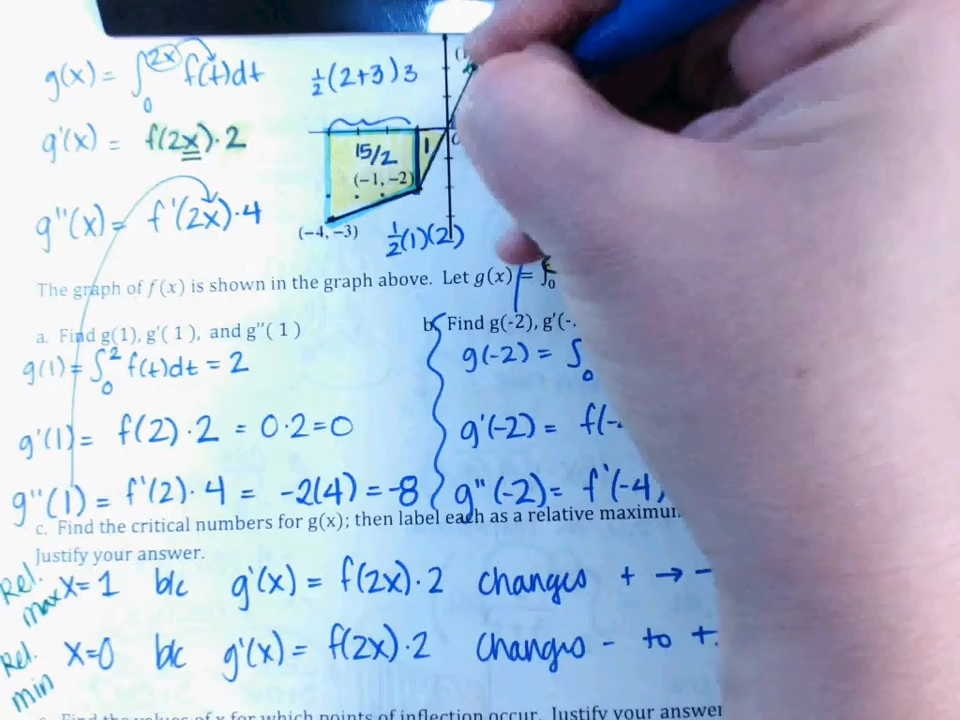 g(x) = ∫₀²ˣ f(t)dt
½(2+3)3
g'(x) = f(2x)·2
15/2
1
(-1, -2)
g''(x) = f'(2x)·4
(-4, -3)
½(1)(2)
The graph of f(x) is shown in the graph above. Let g(x) = ∫₀
a. Find g(1), g'( 1 ), and g''( 1 )
b. Find g(-2), g'(-
g(1) = ∫₀² f(t)dt = 2
g(-2) = ∫₀
g'(1) = f(2)·2 = 0·2=0
g'(-2) = f(-
g''(1) = f'(2)·4 = -2(4) = -8
g''(-2) = f'(-4)
c. Find the critical numbers for g(x); then label each as a relative maximum
Justify your answer.
Rel. max x=1 b/c g'(x) = f(2x)·2 changes + → -
Rel. min x=0 b/c g'(x) = f(2x)·2 changes - to +.
Find the values of x for which points of inflection occur. Justify your answer